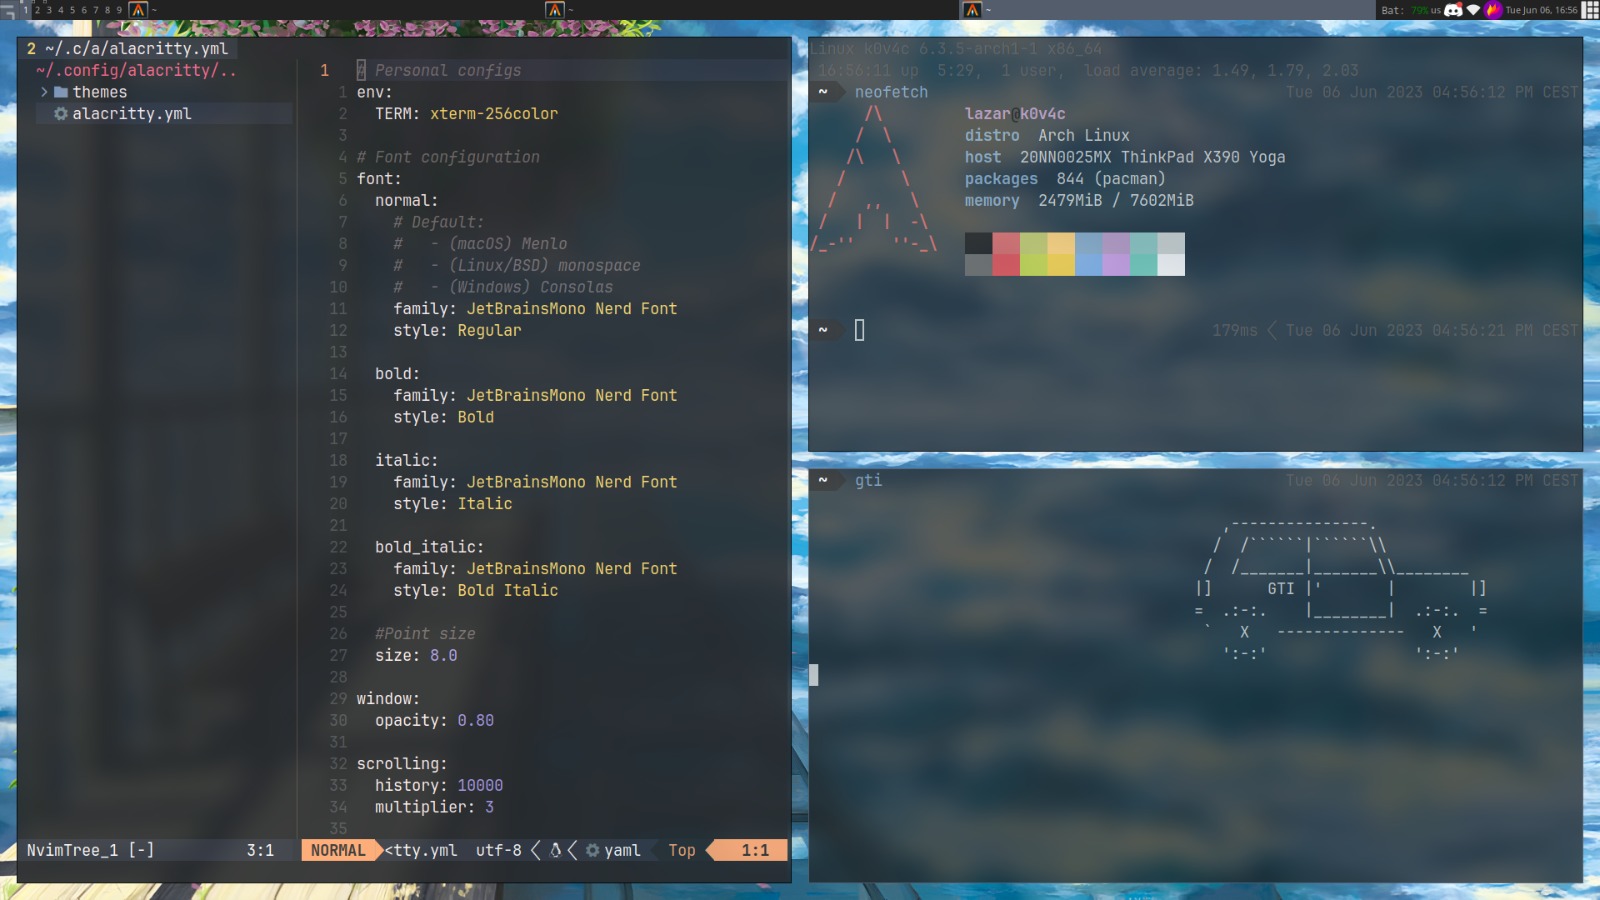 1 2 3 4 5 6 7 8 9 ~ ~ ~ Bat: 79% us Tue Jun 06, 16:56
2 ~/.c/a/alacritty.yml
~/.config/alacritty/..
themes
alacritty.yml
1 # Personal configs
1 env:
2 TERM: xterm-256color
3
4 # Font configuration
5 font:
6 normal:
7 # Default:
8 # - (macOS) Menlo
9 # - (Linux/BSD) monospace
10 # - (Windows) Consolas
11 family: JetBrainsMono Nerd Font
12 style: Regular
13
14 bold:
15 family: JetBrainsMono Nerd Font
16 style: Bold
17
18 italic:
19 family: JetBrainsMono Nerd Font
20 style: Italic
21
22 bold_italic:
23 family: JetBrainsMono Nerd Font
24 style: Bold Italic
25
26 #Point size
27 size: 8.0
28
29 window:
30 opacity: 0.80
31
32 scrolling:
33 history: 10000
34 multiplier: 3
35
NvimTree_1 [-] 3:1 NORMAL <tty.yml utf-8 yaml Top 1:1
Linux k0v4c 6.3.5-arch1-1 x86_64
16:56:11 up 5:29, 1 user, load average: 1.49, 1.79, 2.03
~ neofetch Tue 06 Jun 2023 04:56:12 PM CEST
lazar@k0v4c
distro Arch Linux
host 20NN0025MX ThinkPad X390 Yoga
packages 844 (pacman)
memory 2479MiB / 7602MiB
~ 179ms Tue 06 Jun 2023 04:56:21 PM CEST
~ gti Tue 06 Jun 2023 04:56:12 PM CEST
GTI